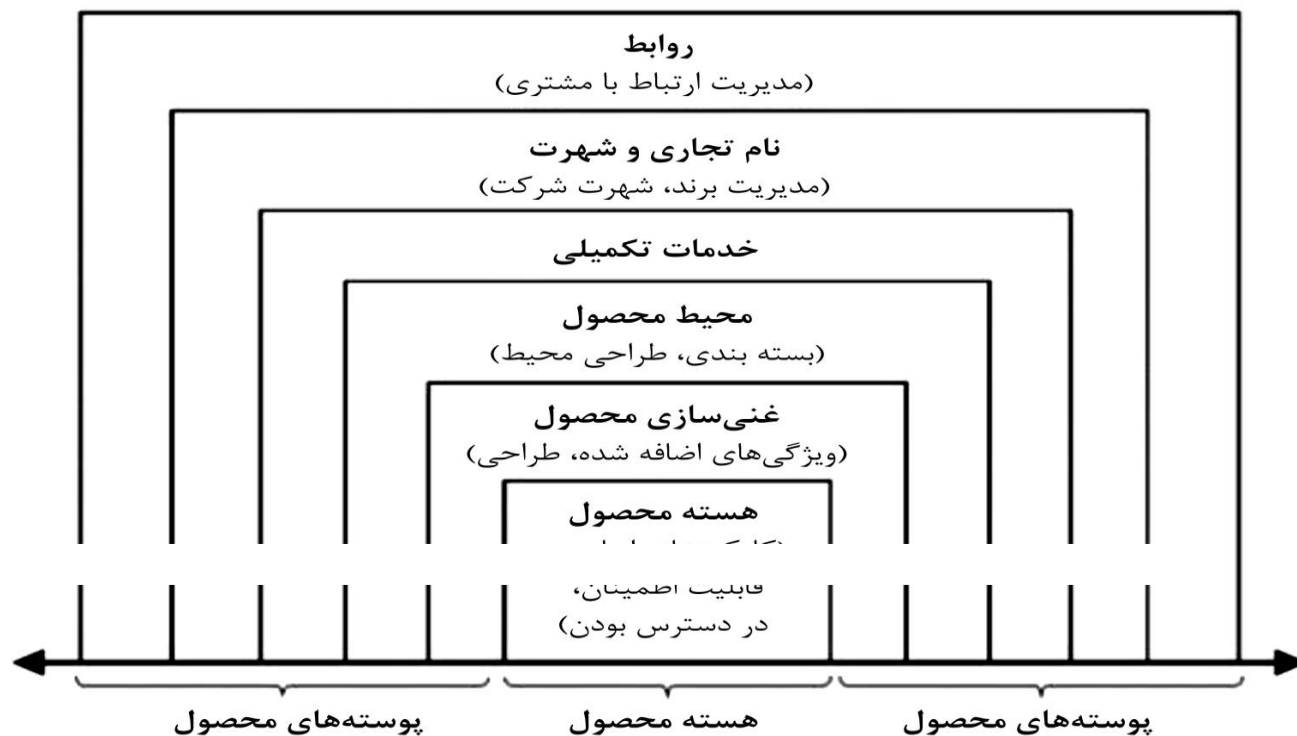 روابط
(مدیریت ارتباط با مشتری)
نام تجاری و شهرت
(مدیریت برند، شهرت شرکت)
خدمات تکمیلی
محیط محصول
(بسته بندی، طراحی محیط)
غنی‌سازی محصول
(ویژگی‌های اضافه شده، طراحی)
هسته محصول
قابلیت اطمینان،
در دسترس بودن)
پوسته‌های محصول
هسته محصول
پوسته‌های محصول